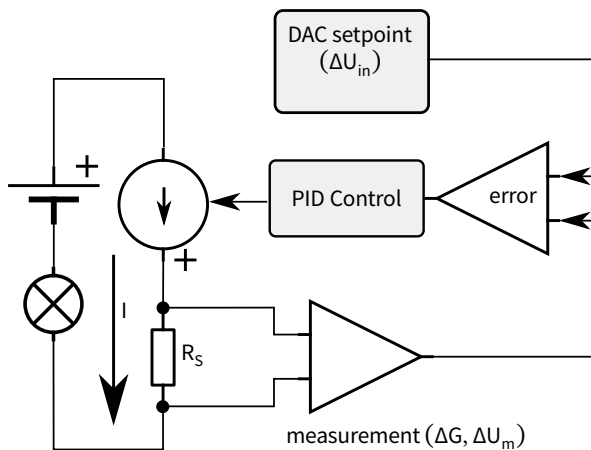 DAC setpoint
(ΔU_in)
+
PID Control
error
+
I
R_S
measurement (ΔG, ΔU_m)